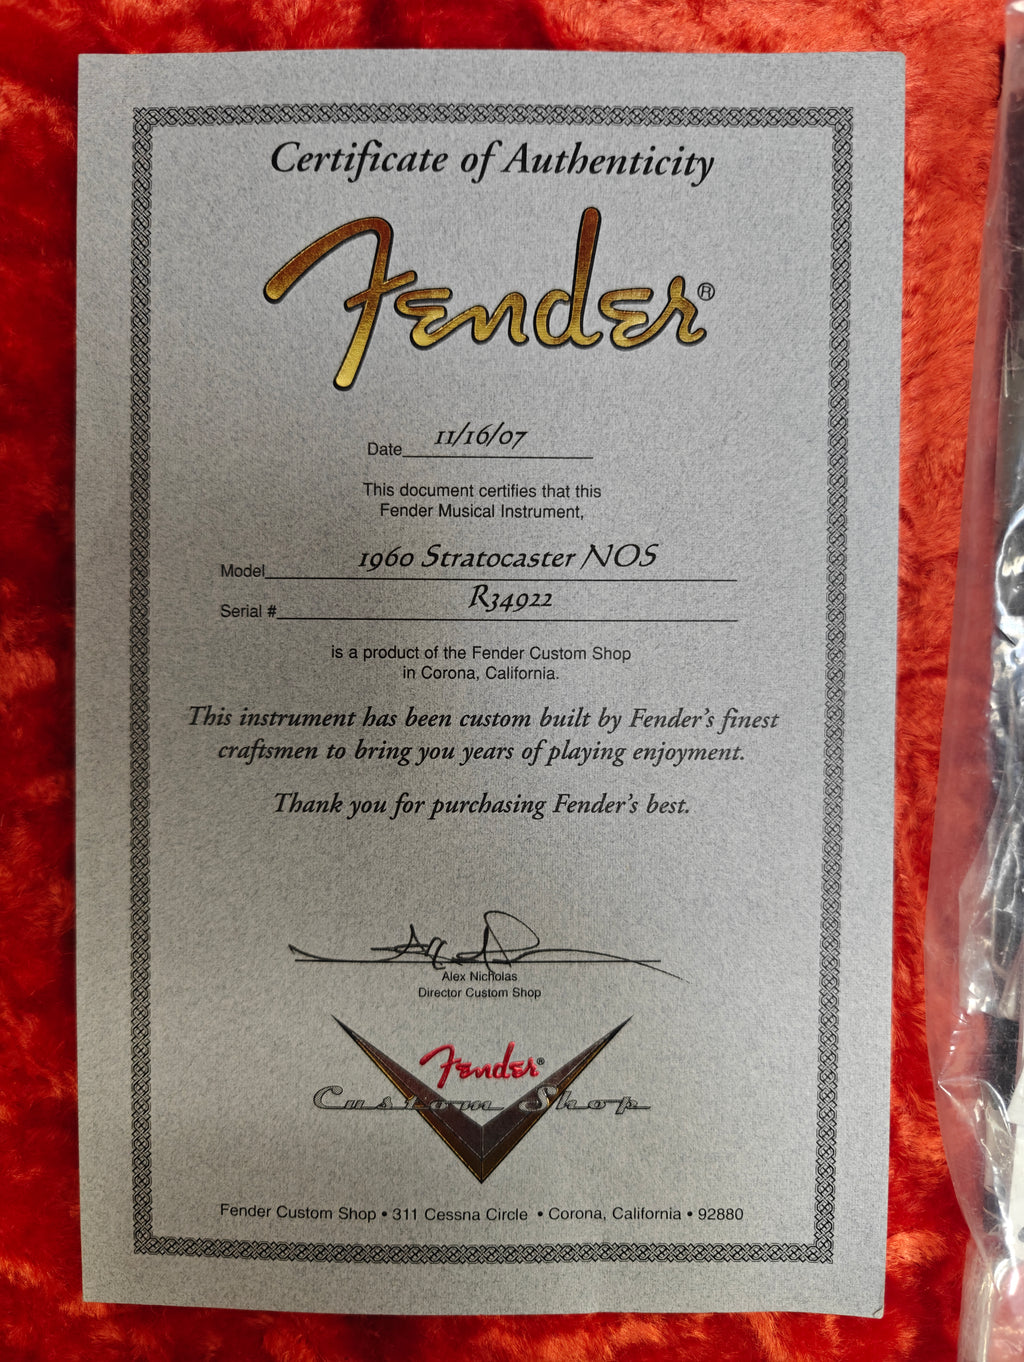 Certificate of Authenticity
Fender®
Date 11/16/07
This document certifies that this
Fender Musical Instrument,
Model 1960 Stratocaster NOS
Serial # R34922
is a product of the Fender Custom Shop
in Corona, California.
This instrument has been custom built by Fender's finest
craftsmen to bring you years of playing enjoyment.
Thank you for purchasing Fender's best.
Alex Nicholas
Director Custom Shop
Fender®
Custom Shop
Fender Custom Shop • 311 Cessna Circle • Corona, California • 92880